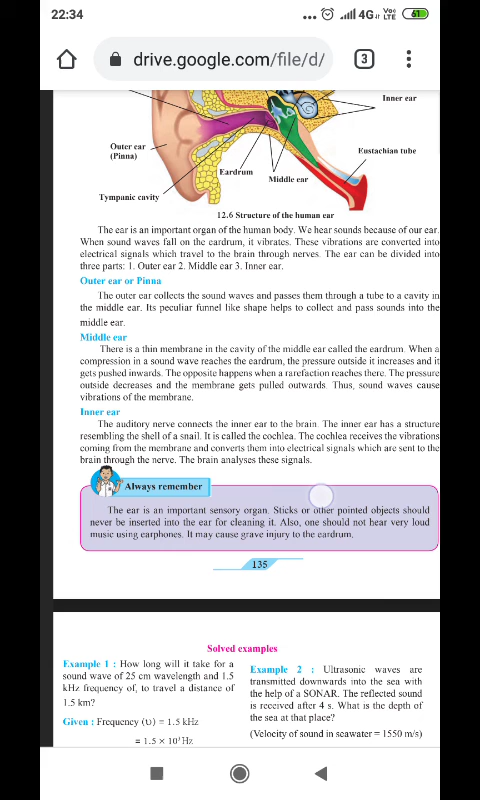 22:34
4G
Vo
LTE
61
drive.google.com/file/d/
3
Inner ear
Outer ear
(Pinna)
Eustachian tube
Eardrum
Middle ear
Tympanic cavity
12.6 Structure of the human ear
The ear is an important organ of the human body. We hear sounds because of our ear.
When sound waves fall on the eardrum, it vibrates. These vibrations are converted into
electrical signals which travel to the brain through nerves. The ear can be divided into
three parts: 1. Outer ear 2. Middle ear 3. Inner ear.
Outer ear or Pinna
The outer ear collects the sound waves and passes them through a tube to a cavity in
the middle ear. Its peculiar funnel like shape helps to collect and pass sounds into the
middle ear.
Middle ear
There is a thin membrane in the cavity of the middle ear called the eardrum. When a
compression in a sound wave reaches the eardrum, the pressure outside it increases and it
gets pushed inwards. The opposite happens when a rarefaction reaches there. The pressure
outside decreases and the membrane gets pulled outwards. Thus, sound waves cause
vibrations of the membrane.
Inner ear
The auditory nerve connects the inner ear to the brain. The inner ear has a structure
resembling the shell of a snail. It is called the cochlea. The cochlea receives the vibrations
coming from the membrane and converts them into electrical signals which are sent to the
brain through the nerve. The brain analyses these signals.
Always remember
The ear is an important sensory organ. Sticks or other pointed objects should
never be inserted into the ear for cleaning it. Also, one should not hear very loud
music using earphones. It may cause grave injury to the eardrum.
135
Solved examples
Example 1 : How long will it take for a
sound wave of 25 cm wavelength and 1.5
kHz frequency of, to travel a distance of
1.5 km?
Given : Frequency (υ) = 1.5 kHz
= 1.5 × 10³ Hz
Example 2 : Ultrasonic waves are
transmitted downwards into the sea with
the help of a SONAR. The reflected sound
is received after 4 s. What is the depth of
the sea at that place?
(Velocity of sound in seawater = 1550 m/s)